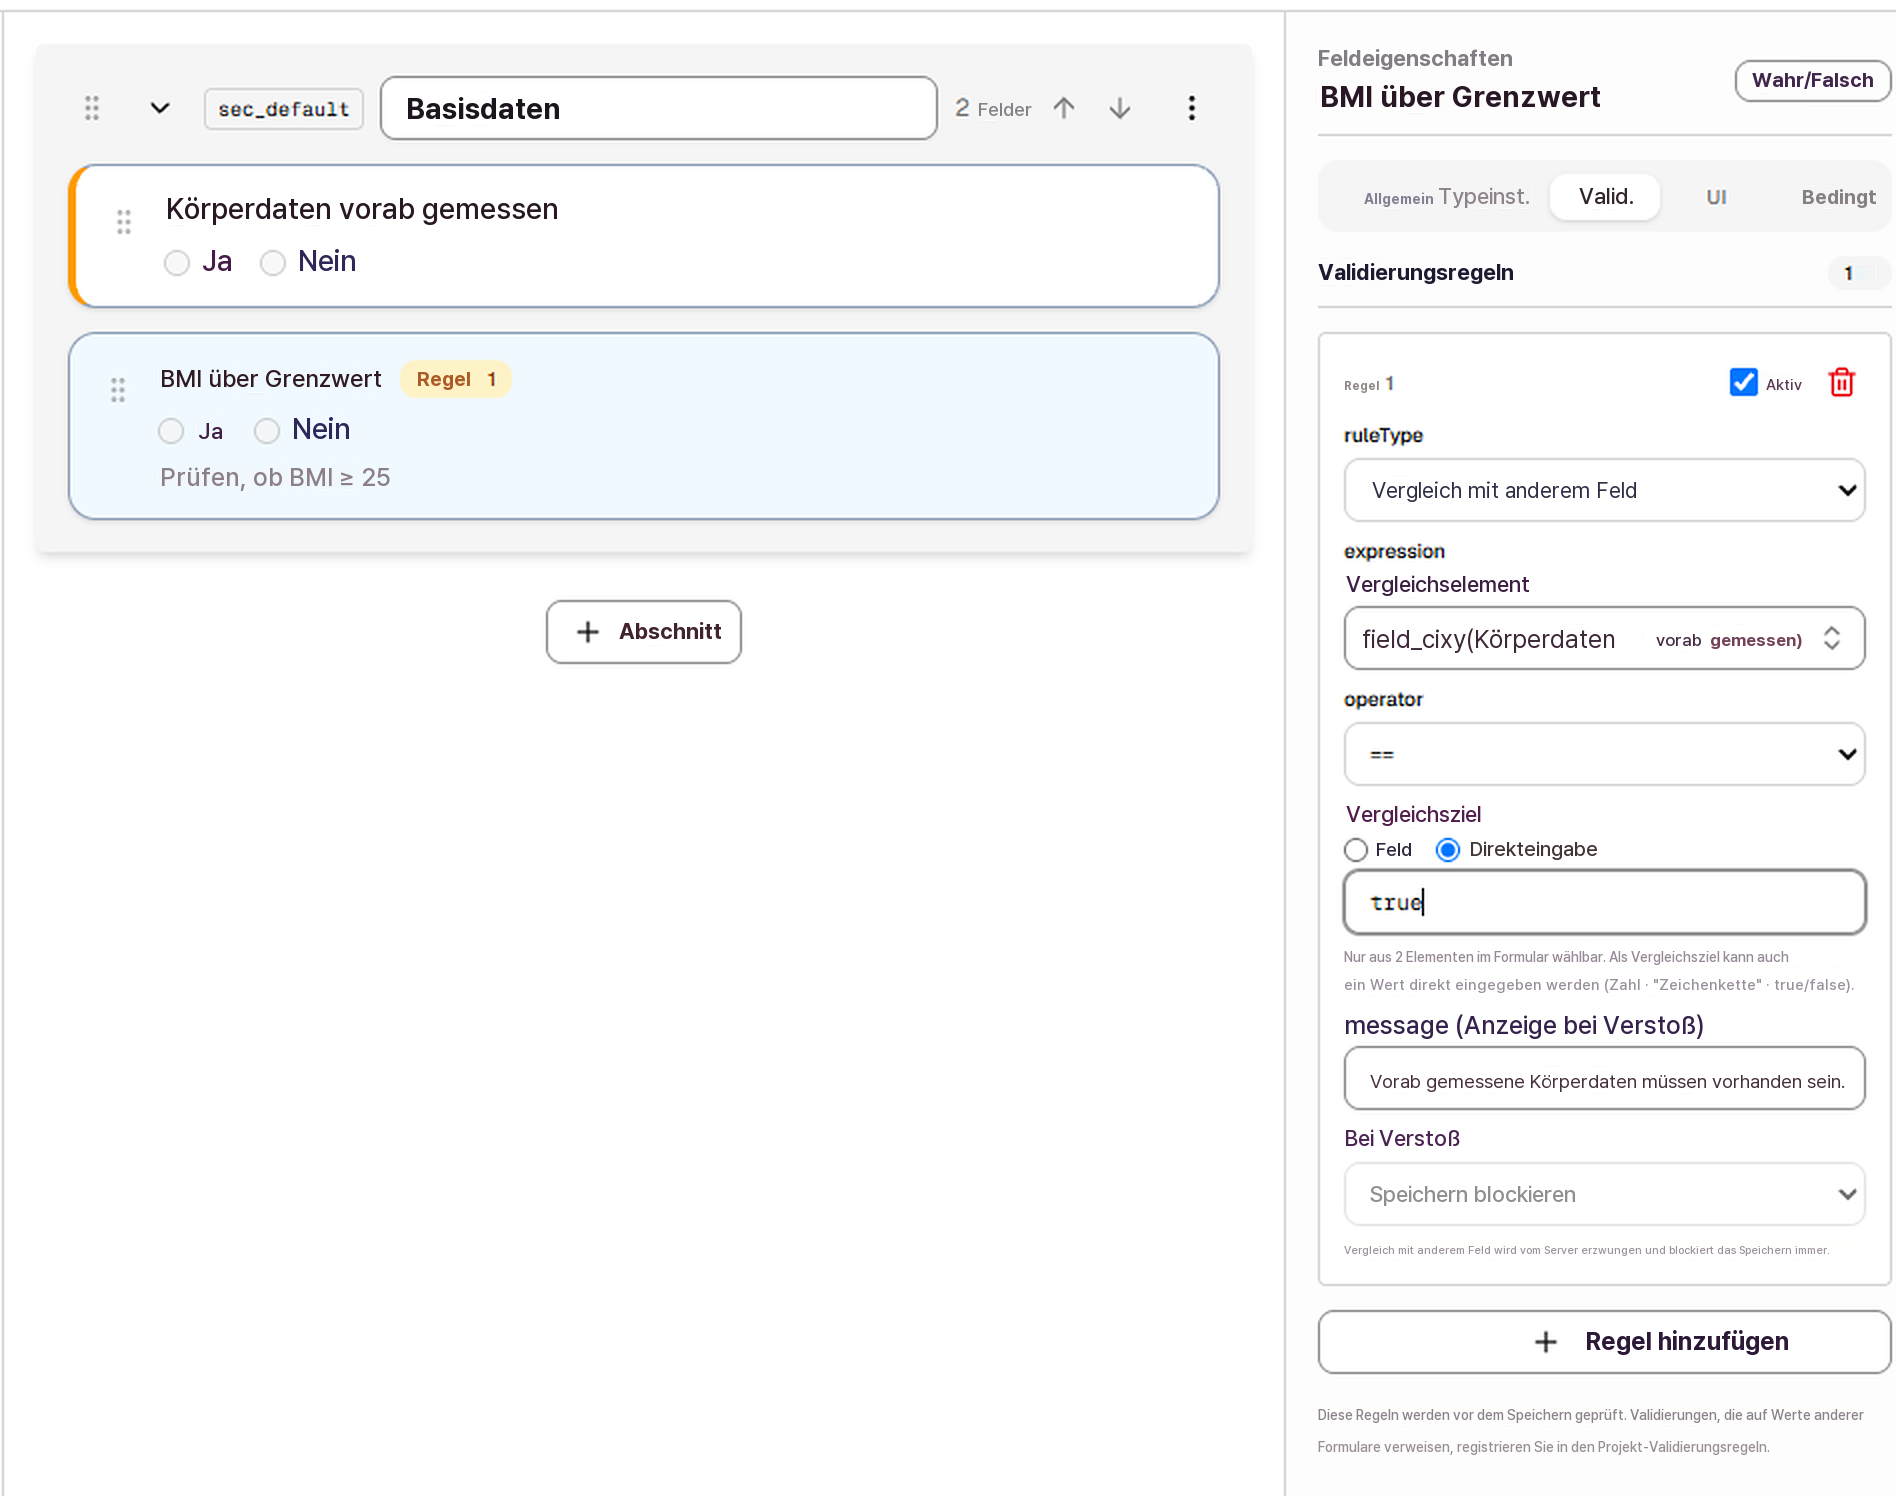 sec_default
Basisdaten
2 Felder
Körperdaten vorab gemessen
Ja Nein
BMI über Grenzwert Regel 1
Ja Nein
Prüfen, ob BMI ≥ 25
+ Abschnitt
Feldeigenschaften
BMI über Grenzwert
Wahr/Falsch
Allgemein Typeinst. Valid. UI Bedingt
Validierungsregeln 1
Regel 1 Aktiv
ruleType
Vergleich mit anderem Feld
expression
Vergleichselement
field_cixy(Körperdaten vorab gemessen)
operator
==
Vergleichsziel
Feld Direkteingabe
true
Nur aus 2 Elementen im Formular wählbar. Als Vergleichsziel kann auch
ein Wert direkt eingegeben werden (Zahl · "Zeichenkette" · true/false).
message (Anzeige bei Verstoß)
Vorab gemessene Körperdaten müssen vorhanden sein.
Bei Verstoß
Speichern blockieren
Vergleich mit anderem Feld wird vom Server erzwungen und blockiert das Speichern immer.
+ Regel hinzufügen
Diese Regeln werden vor dem Speichern geprüft. Validierungen, die auf Werte anderer
Formulare verweisen, registrieren Sie in den Projekt-Validierungsregeln.